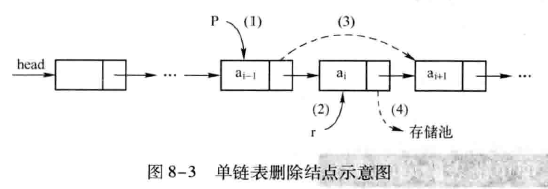 P (1) (3)
head ... a_{i-1} a_i a_{i+1} ...
(2) (4)
r 存储池
图 8-3 单链表删除结点示意图